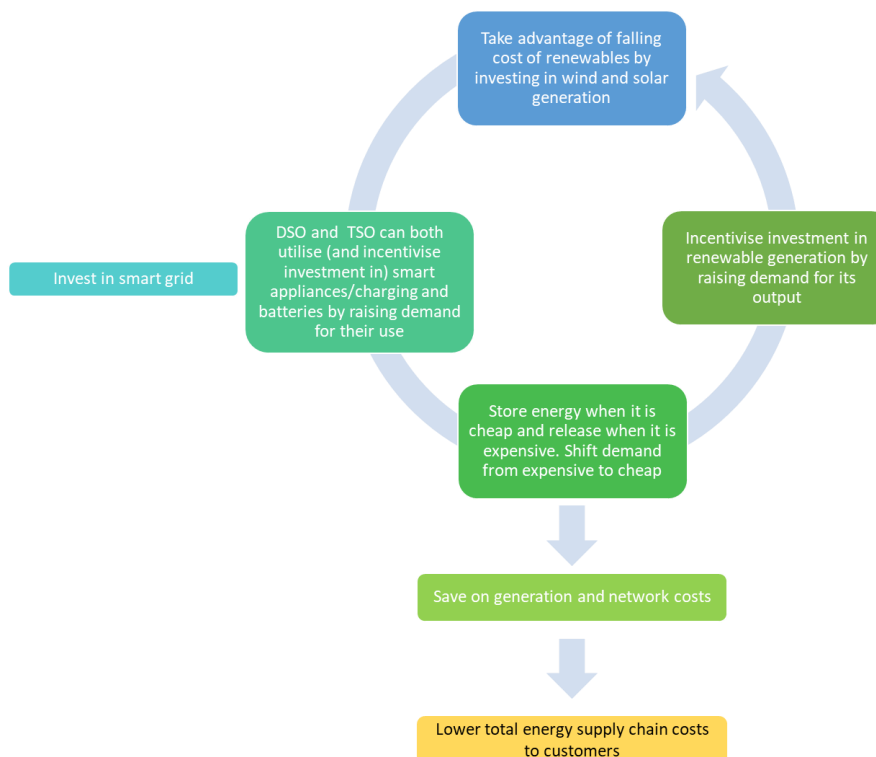 Take advantage of falling
cost of renewables by
investing in wind and solar
generation
Invest in smart grid
DSO and  TSO can both
utilise (and incentivise
investment in) smart
appliances/charging and
batteries by raising demand
for their use
Incentivise investment in
renewable generation by
raising demand for its
output
Store energy when it is
cheap and release when it is
expensive. Shift demand
from expensive to cheap
Save on generation and network costs
Lower total energy supply chain costs
to customers